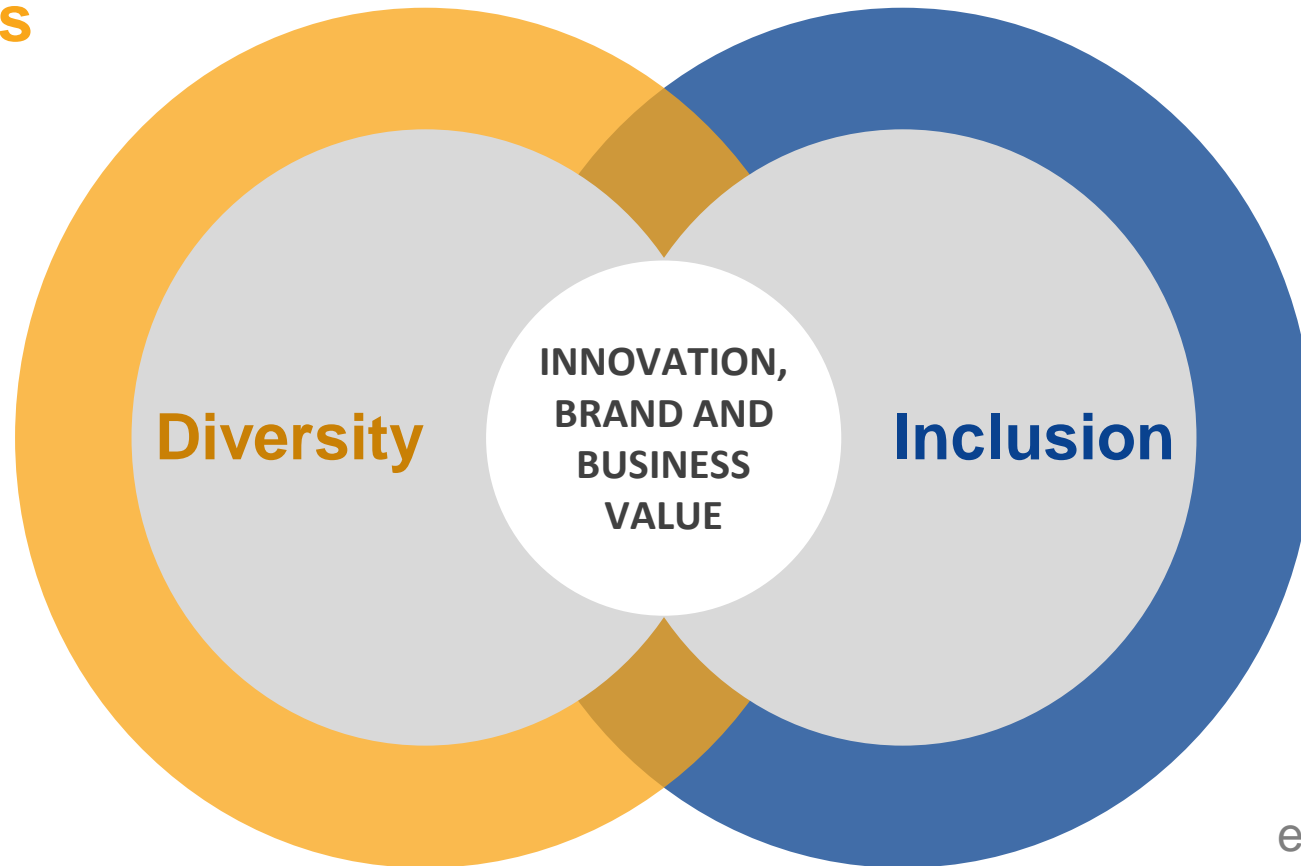 s
Diversity
INNOVATION,
BRAND AND
BUSINESS
VALUE
Inclusion
e